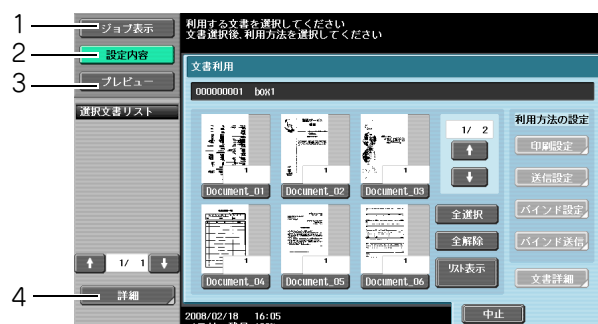 1
ジョブ表示
2
設定内容
3
プレビュー
選択文書リスト
1/ 1
4
詳細
利用する文書を選択してください
文書選択後、利用方法を選択してください
文書利用
000000001 box1
1
1
1
Document_01
Document_02
Document_03
1
1
1
Document_04
Document_05
Document_06
1/ 2
全選択
全解除
リスト表示
利用方法の設定
印刷設定
送信設定
バインド設定
バインド送信
文書詳細
2008/02/18 16:05
中止